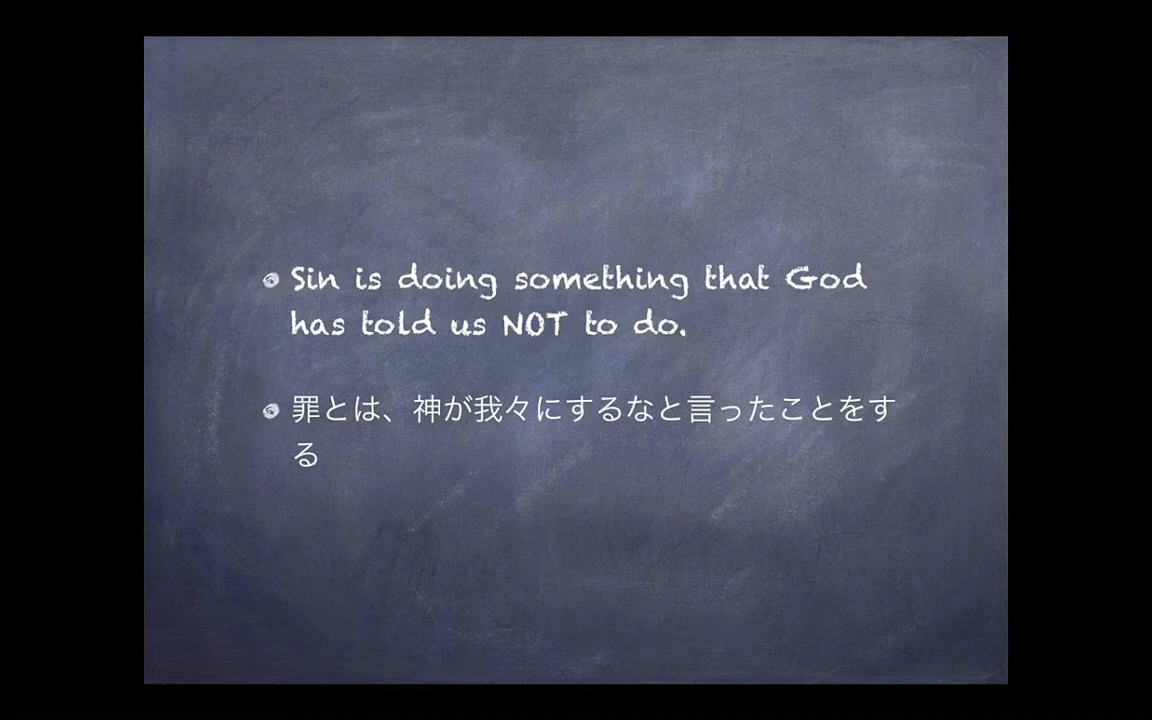 Sin is doing something that God
has told us NOT to do.
罪とは、神が我々にするなと言ったことをす
る